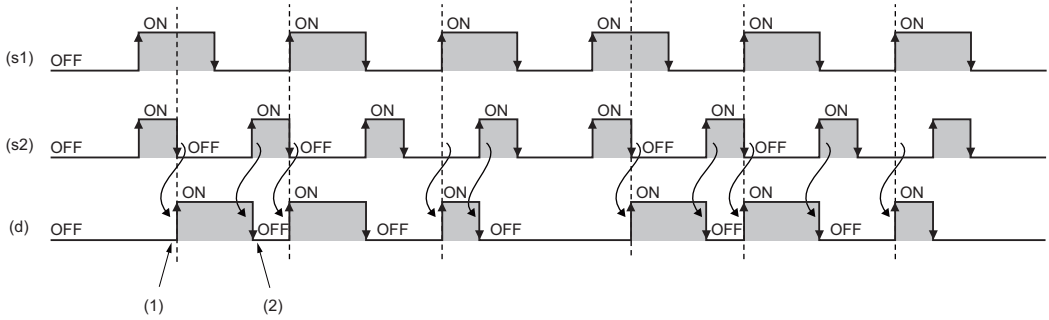 ON ON ON ON ON ON
(s1) OFF
ON ON ON ON ON ON ON ON
(s2) OFF OFF OFF OFF OFF
ON ON ON ON ON ON
(d) OFF OFF OFF OFF OFF OFF OFF
(1) (2)